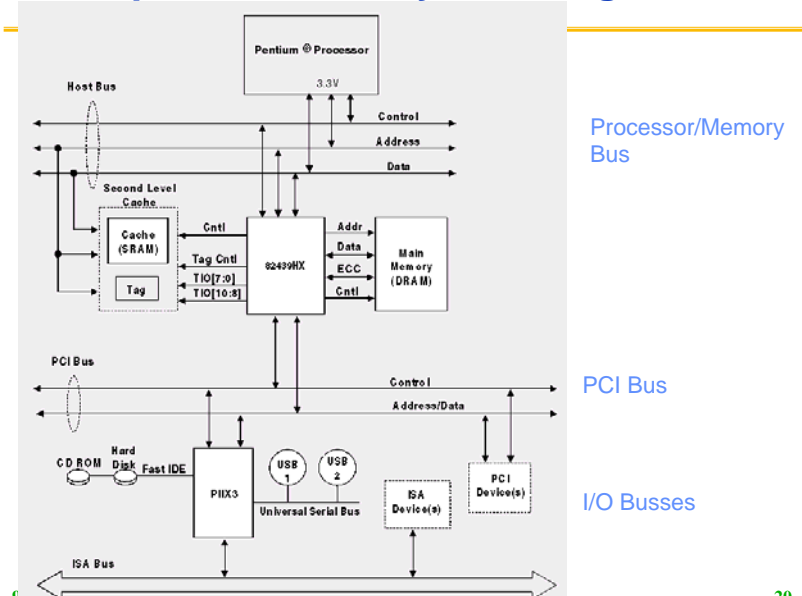 Pentium ® Processor
3.3V
Host Bus
Control
Address
Data
Processor/Memory
Bus
Second Level
Cache
Cache
(SRAM)
Tag
Cntl
Tag Cntl
TIO[7:0]
TIO[10:8]
82439HX
Addr
Data
ECC
Cntl
Main
Memory
(DRAM)
PCI Bus
Control
Address/Data
PCI Bus
CD ROM
Hard
Disk
Fast IDE
PIIX3
USB
1
USB
2
Universal Serial Bus
ISA
Device(s)
PCI
Device(s)
I/O Busses
ISA Bus